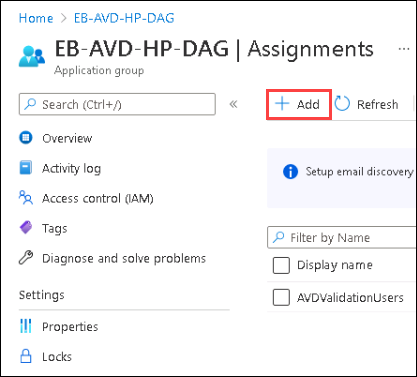 Home > EB-AVD-HP-DAG
EB-AVD-HP-DAG | Assignments ...
Application group
Search (Ctrl+/) «
+ Add Refresh
Overview
Activity log
Access control (IAM)
Tags
Diagnose and solve problems
Settings
Properties
Locks
Setup email discovery
Filter by Name
Display name
AVDValidationUsers